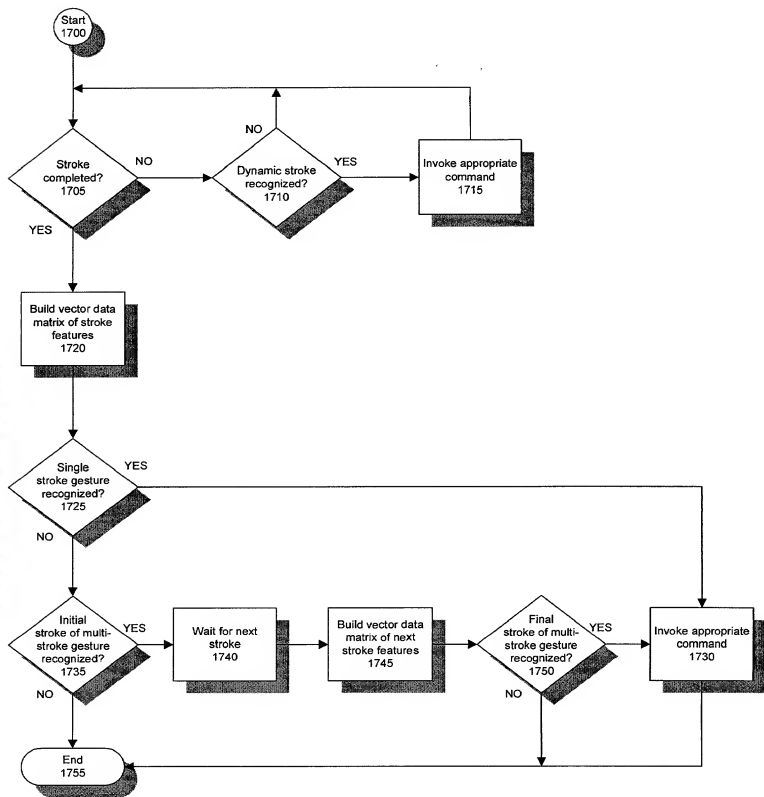 Start
1700
Stroke
completed?
1705
NO
YES
Dynamic stroke
recognized?
1710
NO
YES
Invoke appropriate
command
1715
Build vector data
matrix of stroke
features
1720
Single
stroke gesture
recognized?
1725
YES
NO
Initial
stroke of multi-
stroke gesture
recognized?
1735
YES
NO
Wait for next
stroke
1740
Build vector data
matrix of next
stroke features
1745
Final
stroke of multi-
stroke gesture
recognized?
1750
YES
NO
Invoke appropriate
command
1730
End
1755